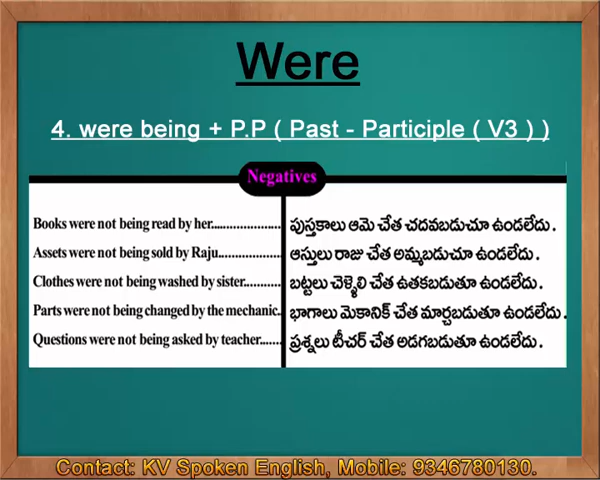 Were
4. were being + P.P ( Past - Participle ( V3 ) )
Negatives
Books were not being read by her..................... పుస్తకాలు ఆమె చేత చదవబడుచూ ఉండలేదు.
Assets were not being sold by Raju................... ఆస్తులు రాజు చేత అమ్మబడుచూ ఉండలేదు.
Clothes were not being washed by sister........... బట్టలు చెళ్ళెలి చేత ఉతకబడుతూ ఉండలేదు.
Parts were not being changed by the mechanic.. భాగాలు మెకానిక్ చేత మార్చబడుతూ ఉండలేదు.
Questions were not being asked by teacher....... ప్రశ్నలు టీచర్ చేత అడగబడుతూ ఉండలేదు.
Contact: KV Spoken English, Mobile: 9346780130.